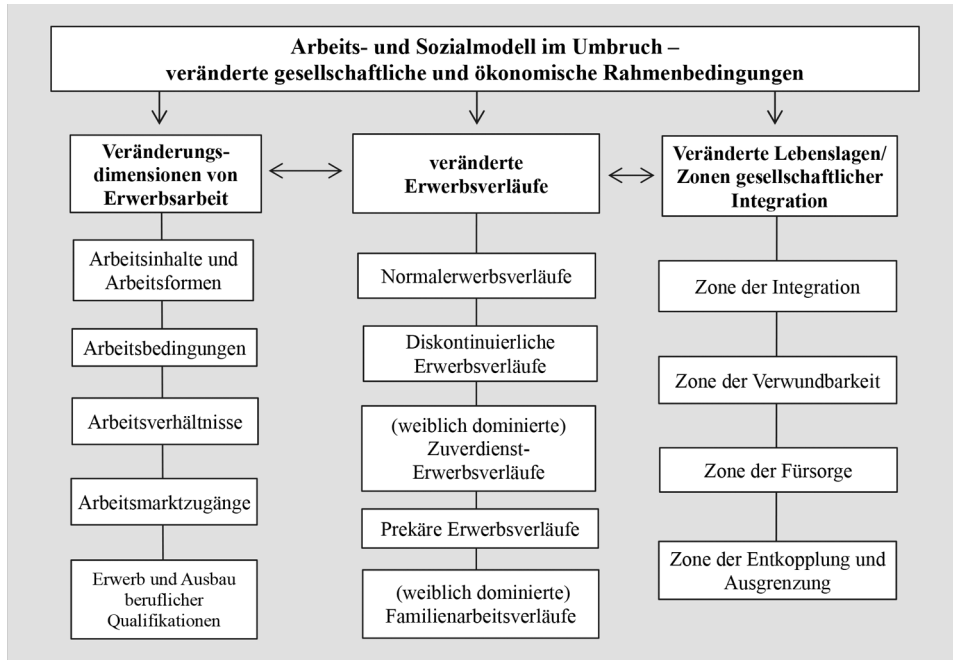 Arbeits- und Sozialmodell im Umbruch –
veränderte gesellschaftliche und ökonomische Rahmenbedingungen
Veränderungs-
dimensionen von
Erwerbsarbeit
Arbeitsinhalte und
Arbeitsformen
Arbeitsbedingungen
Arbeitsverhältnisse
Arbeitsmarktzugänge
Erwerb und Ausbau
beruflicher
Qualifikationen
veränderte
Erwerbsverläufe
Normalerwerbsverläufe
Diskontinuierliche
Erwerbsverläufe
(weiblich dominierte)
Zuverdienst-
Erwerbsverläufe
Prekäre Erwerbsverläufe
(weiblich dominierte)
Familienarbeitsverläufe
Veränderte Lebenslagen/
Zonen gesellschaftlicher
Integration
Zone der Integration
Zone der Verwundbarkeit
Zone der Fürsorge
Zone der Entkopplung und
Ausgrenzung